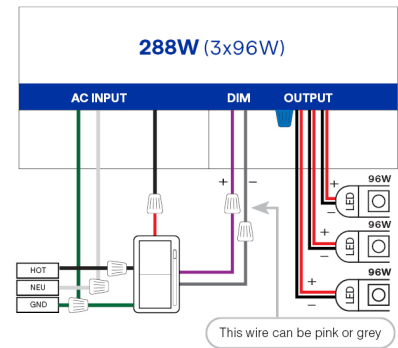 288W (3x96W)
AC INPUT DIM OUTPUT
+ −
96W
+
LED
−
96W
+
LED
−
96W
+
LED
−
HOT
NEU
GND
This wire can be pink or grey